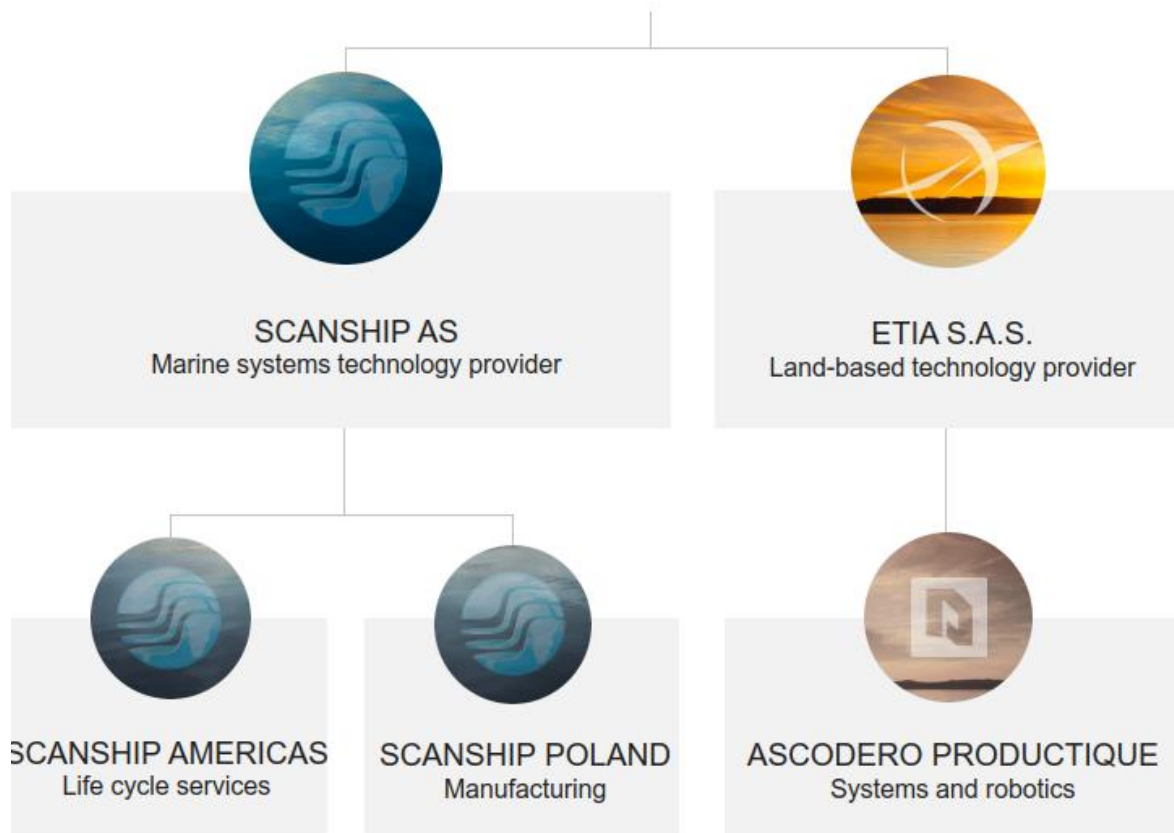 SCANSHIP AS
Marine systems technology provider
ETIA S.A.S.
Land-based technology provider
SCANSHIP AMERICAS
Life cycle services
SCANSHIP POLAND
Manufacturing
ASCODERO PRODUCTIQUE
Systems and robotics